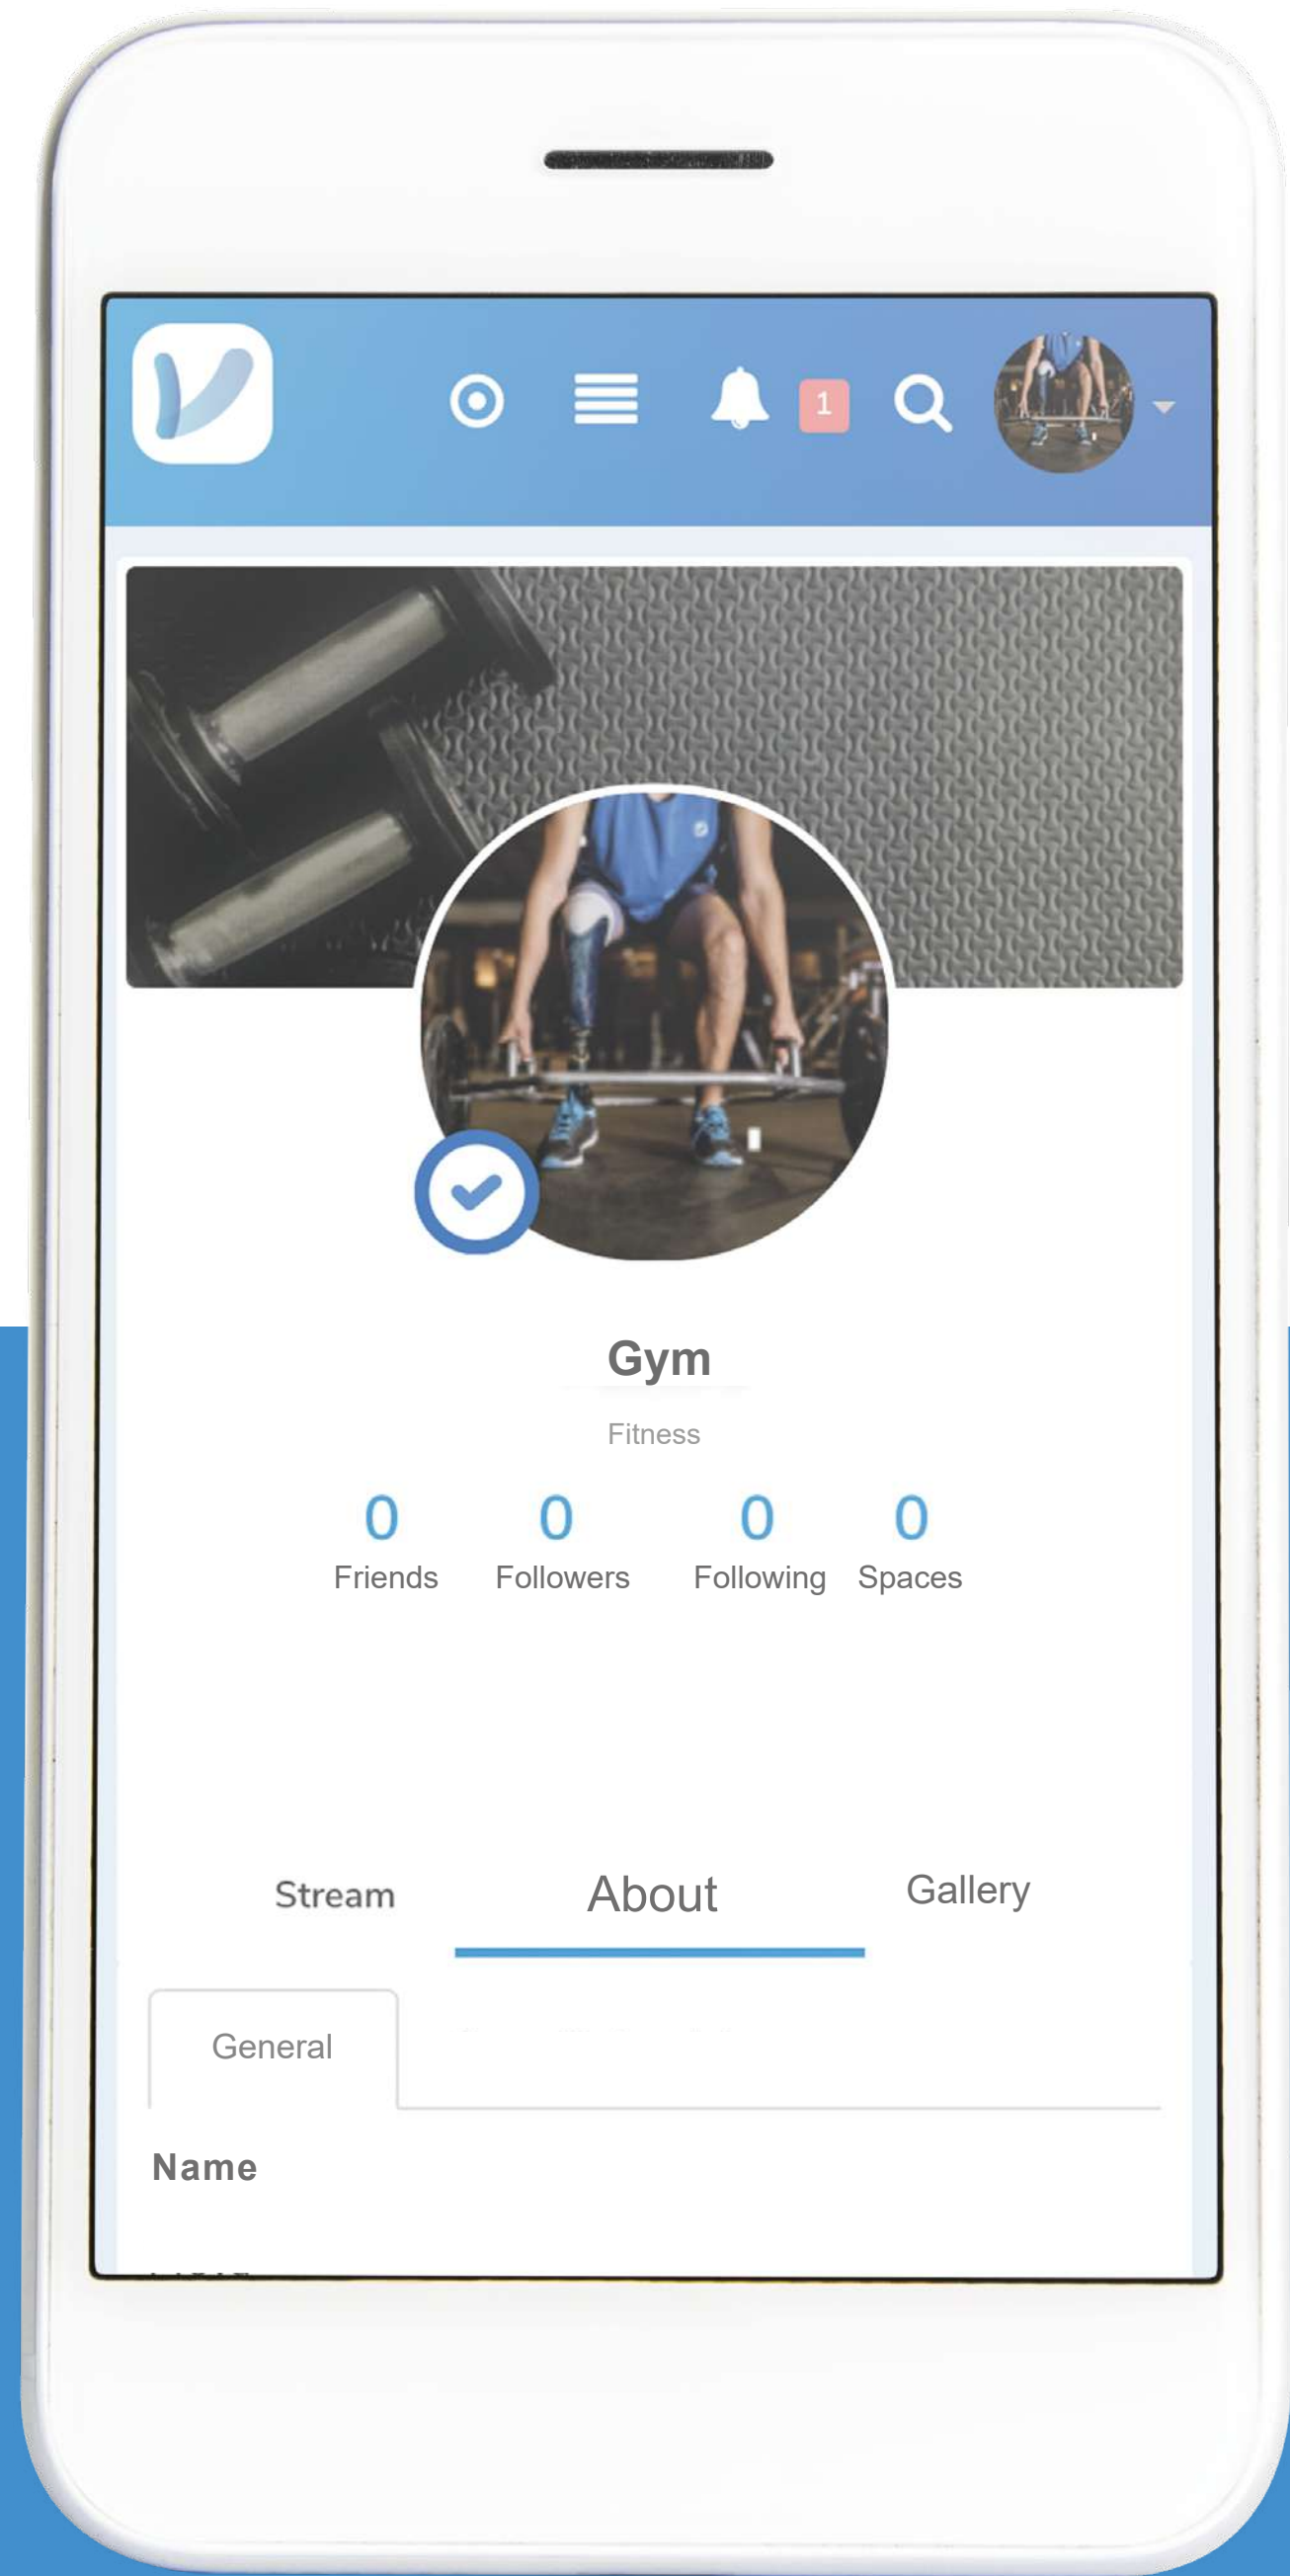 1
Gym
Fitness
0 0 0 0
Friends Followers Following Spaces
Stream About Gallery
General
Name